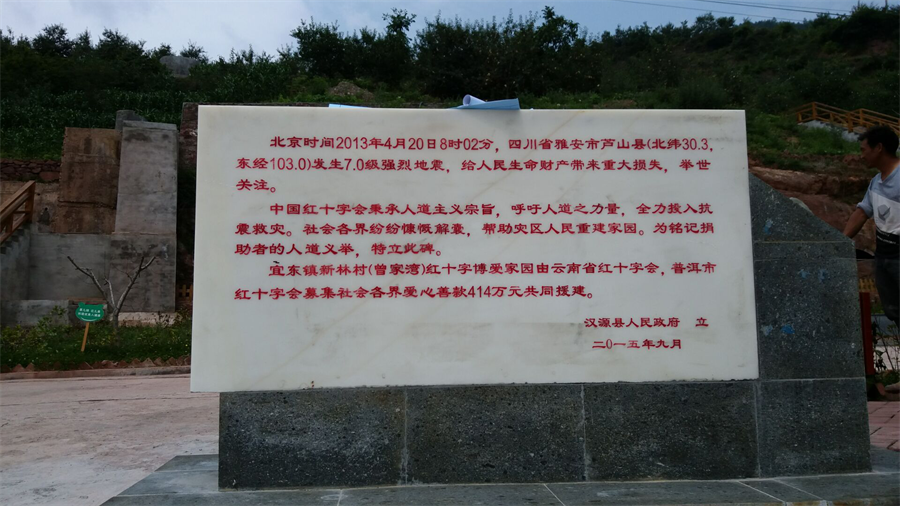 北京时间2013年4月20日8时02分，四川省雅安市芦山县(北纬30.3，
东经103.0)发生7.0级强烈地震，给人民生命财产带来重大损失，举世
关注。
中国红十字会秉承人道主义宗旨，呼吁人道之力量，全力投入抗
震救灾。社会各界纷纷慷慨解囊，帮助灾区人民重建家园。为铭记捐
助者的人道义举，特立此碑。
宜东镇新林村(曾家湾)红十字博爱家园由云南省红十字会，普洱市
红十字会募集社会各界爱心善款414万元共同援建。
汉源县人民政府 立
二0一五年九月